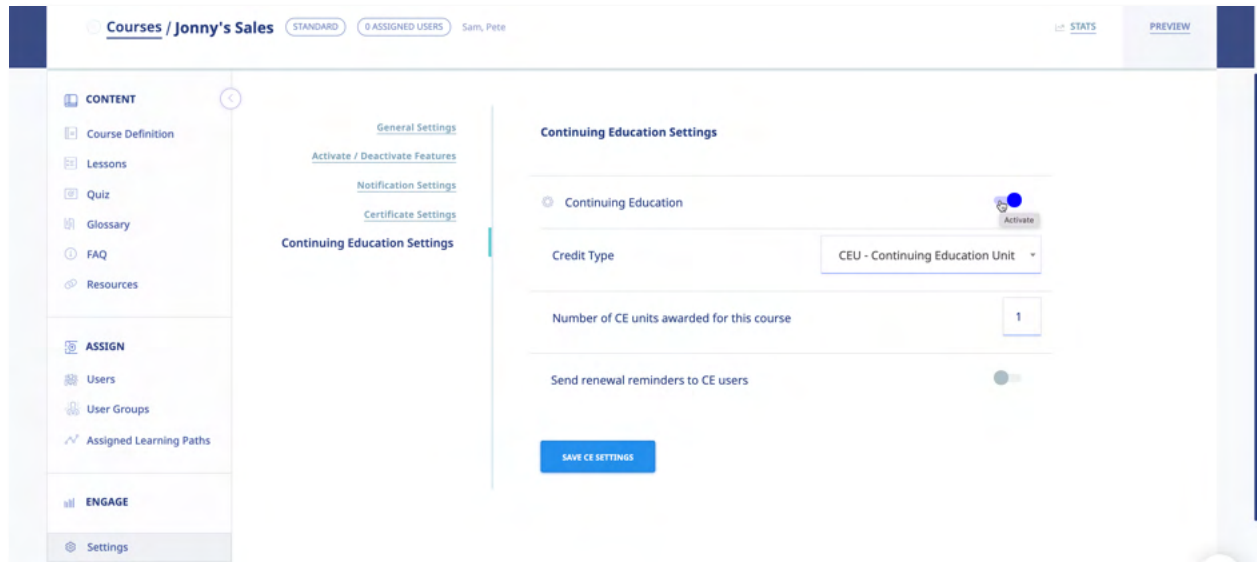 Courses / Jonny's Sales STANDARD 0 ASSIGNED USERS Sam, Pete STATS PREVIEW
CONTENT
Course Definition
Lessons
Quiz
Glossary
FAQ
Resources
ASSIGN
Users
User Groups
Assigned Learning Paths
ENGAGE
Settings
General Settings
Activate / Deactivate Features
Notification Settings
Certificate Settings
Continuing Education Settings
Continuing Education Settings
Continuing Education
Activate
Credit Type CEU - Continuing Education Unit
Number of CE units awarded for this course 1
Send renewal reminders to CE users
SAVE CE SETTINGS